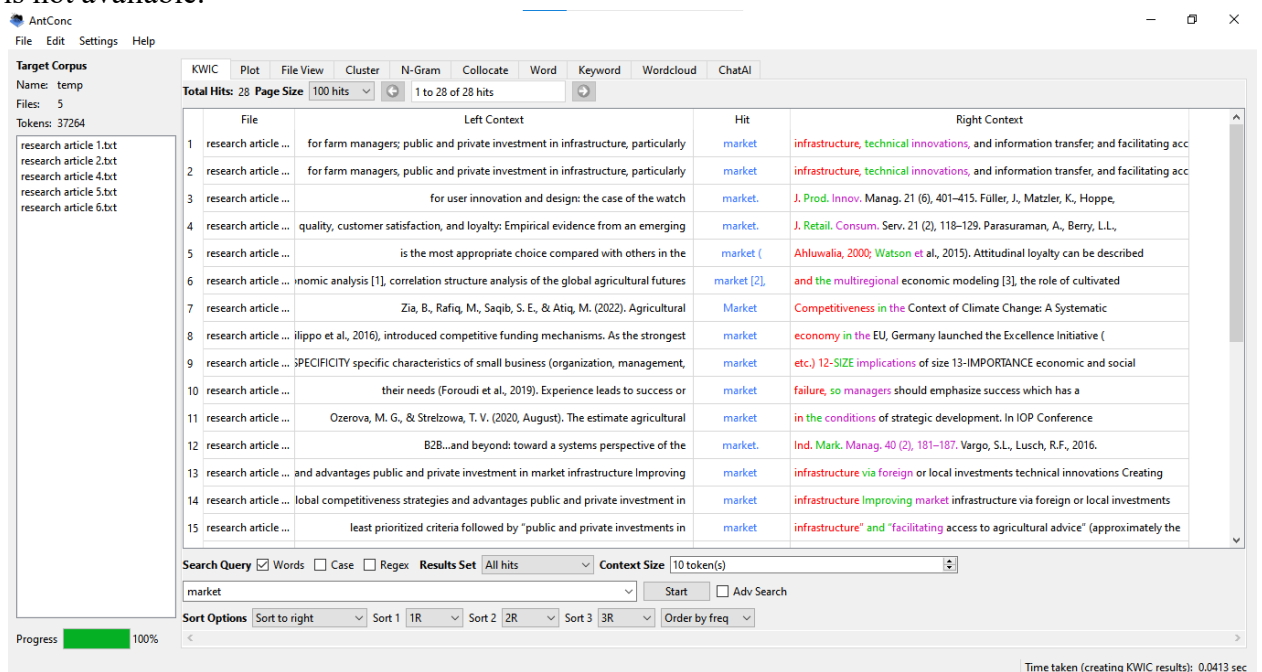 is not available.
AntConc
File Edit Settings Help
Target Corpus
Name: temp
Files: 5
Tokens: 37264
research article 1.txt
research article 2.txt
research article 4.txt
research article 5.txt
research article 6.txt
Progress 100%
KWIC Plot File View Cluster N-Gram Collocate Word Keyword Wordcloud ChatAI
Total Hits: 28 Page Size 100 hits 1 to 28 of 28 hits
File Left Context Hit Right Context
1 research article ... for farm managers; public and private investment in infrastructure, particularly market infrastructure, technical innovations, and information transfer; and facilitating acc
2 research article ... for farm managers, public and private investment in infrastructure, particularly market infrastructure, technical innovations, and information transfer, and facilitating acc
3 research article ... for user innovation and design: the case of the watch market. J. Prod. Innov. Manag. 21 (6), 401–415. Füller, J., Matzler, K., Hoppe,
4 research article ... quality, customer satisfaction, and loyalty: Empirical evidence from an emerging market. J. Retail. Consum. Serv. 21 (2), 118–129. Parasuraman, A., Berry, L.L.,
5 research article ... is the most appropriate choice compared with others in the market ( Ahluwalia, 2000; Watson et al., 2015). Attitudinal loyalty can be described
6 research article ... onomic analysis [1], correlation structure analysis of the global agricultural futures market [2], and the multiregional economic modeling [3], the role of cultivated
7 research article ... Zia, B., Rafiq, M., Saqib, S. E., & Atiq, M. (2022). Agricultural Market Competitiveness in the Context of Climate Change: A Systematic
8 research article ... ilippo et al., 2016), introduced competitive funding mechanisms. As the strongest market economy in the EU, Germany launched the Excellence Initiative (
9 research article ... SPECIFICITY specific characteristics of small business (organization, management, market etc.) 12-SIZE implications of size 13-IMPORTANCE economic and social
10 research article ... their needs (Foroudi et al., 2019). Experience leads to success or market failure, so managers should emphasize success which has a
11 research article ... Ozerova, M. G., & Strelzowa, T. V. (2020, August). The estimate agricultural market in the conditions of strategic development. In IOP Conference
12 research article ... B2B...and beyond: toward a systems perspective of the market. Ind. Mark. Manag. 40 (2), 181–187. Vargo, S.L., Lusch, R.F., 2016.
13 research article ... and advantages public and private investment in market infrastructure Improving market infrastructure via foreign or local investments technical innovations Creating
14 research article ... lobal competitiveness strategies and advantages public and private investment in market infrastructure Improving market infrastructure via foreign or local investments
15 research article ... least prioritized criteria followed by “public and private investments in market infrastructure” and “facilitating access to agricultural advice” (approximately the
Search Query Words Case Regex Results Set All hits Context Size 10 token(s)
market Start Adv Search
Sort Options Sort to right Sort 1 1R Sort 2 2R Sort 3 3R Order by freq
Time taken (creating KWIC results): 0.0413 sec